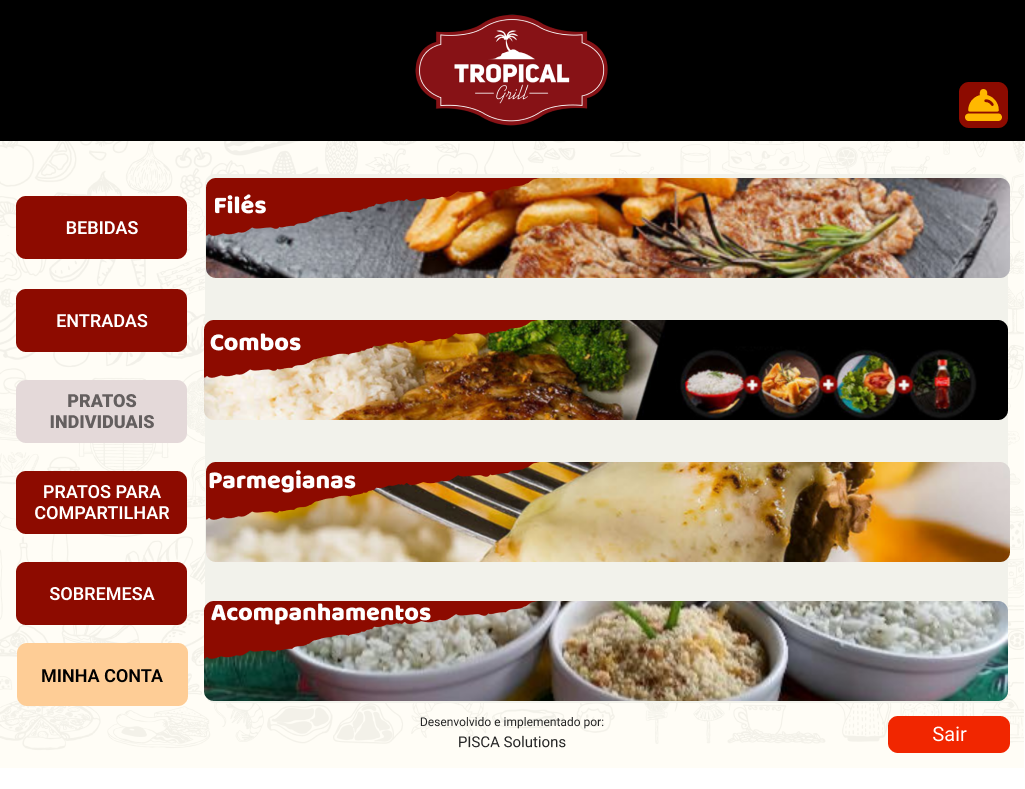 TROPICAL
Grill
BEBIDAS
ENTRADAS
PRATOS
INDIVIDUAIS
PRATOS PARA
COMPARTILHAR
SOBREMESA
MINHA CONTA
Filés
Combos
Parmegianas
Acompanhamentos
Desenvolvido e implementado por:
PISCA Solutions
Sair